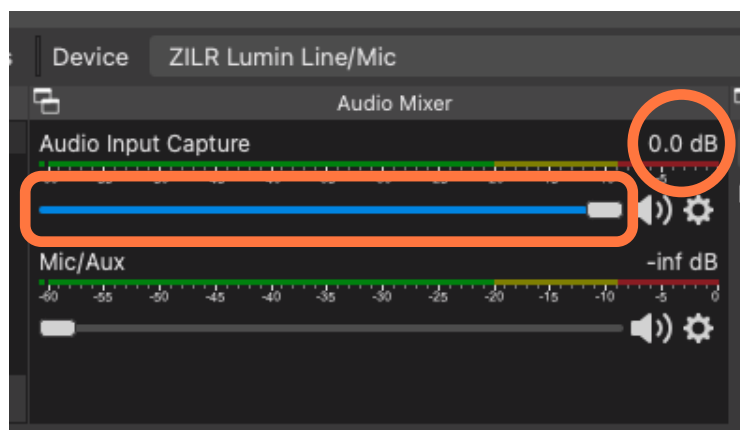 Device ZILR Lumin Line/Mic
Audio Mixer
Audio Input Capture 0.0 dB
-5
Mic/Aux -inf dB
-60 -55 -50 -45 -40 -35 -30 -25 -20 -15 -10 -5 0